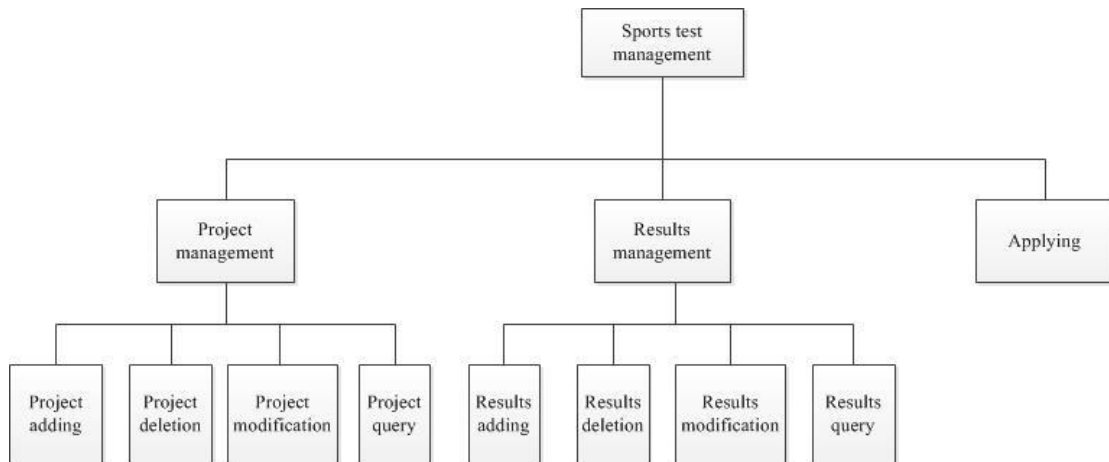 Sports test
management
Project
management
Results
management
Applying
Project
adding
Project
deletion
Project
modification
Project
query
Results
adding
Results
deletion
Results
modification
Results
query